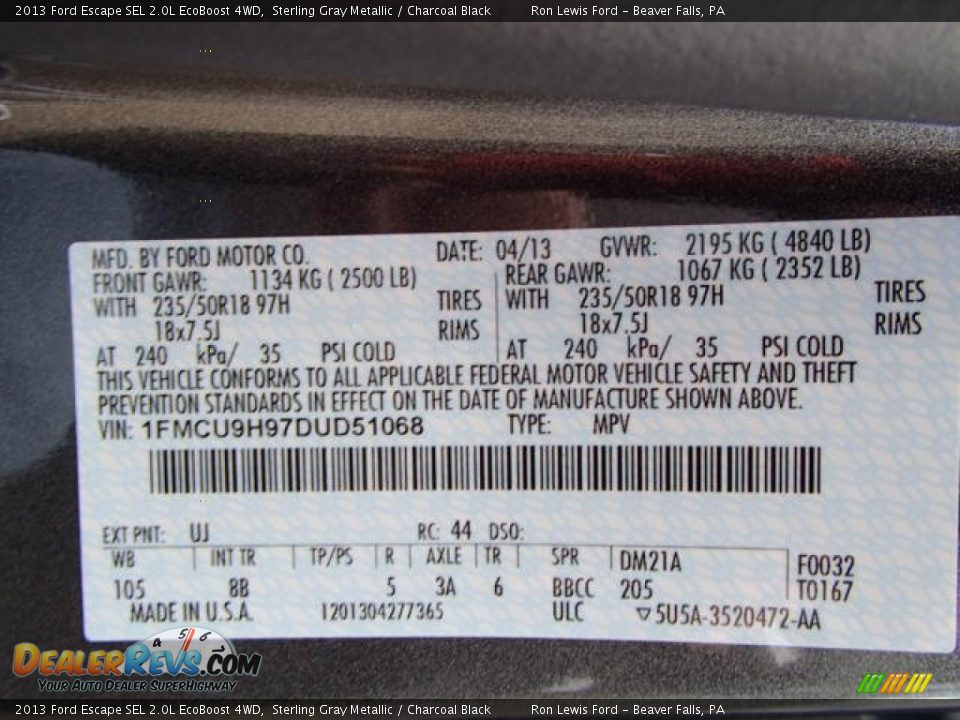 2013 Ford Escape SEL 2.0L EcoBoost 4WD, Sterling Gray Metallic / Charcoal Black Ron Lewis Ford - Beaver Falls, PA
MFD. BY FORD MOTOR CO. DATE: 04/13 GVWR: 2195 KG ( 4840 LB)
FRONT GAWR: 1134 KG ( 2500 LB) REAR GAWR: 1067 KG ( 2352 LB)
WITH 235/50R18 97H TIRES WITH 235/50R18 97H TIRES
18x7.5J RIMS 18x7.5J RIMS
AT 240 kPa/ 35 PSI COLD AT 240 kPa/ 35 PSI COLD
THIS VEHICLE CONFORMS TO ALL APPLICABLE FEDERAL MOTOR VEHICLE SAFETY AND THEFT
PREVENTION STANDARDS IN EFFECT ON THE DATE OF MANUFACTURE SHOWN ABOVE.
VIN: 1FMCU9H97DUD51068 TYPE: MPV
EXT PNT: UJ RC: 44 DSO:
WB INT TR TP/PS R AXLE TR SPR DM21A F0032
105 8B 5 3A 6 BBCC 205 T0167
MADE IN U.S.A. 1201304277365 ULC ▽5U5A-3520472-AA
4 5 6
DEALERREVS.COM
Your Auto Dealer SuperHighway
2013 Ford Escape SEL 2.0L EcoBoost 4WD, Sterling Gray Metallic / Charcoal Black Ron Lewis Ford - Beaver Falls, PA